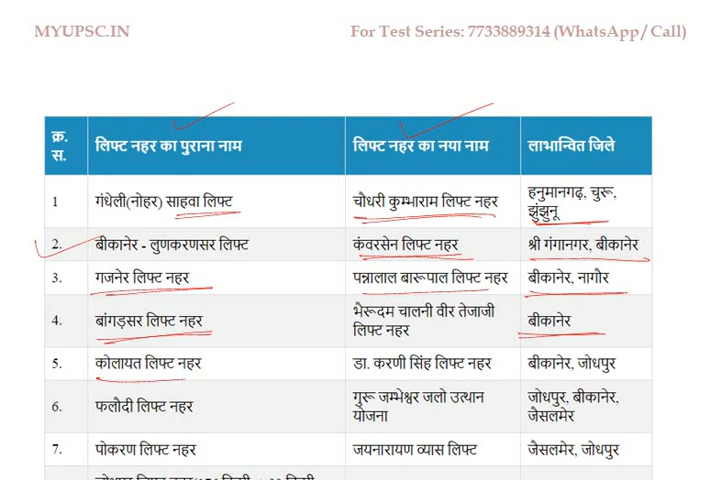 MYUPSC.IN For Test Series: 7733889314 (WhatsApp/Call)
क्र. स. लिफ्ट नहर का पुराना नाम लिफ्ट नहर का नया नाम लाभान्वित जिले
1 गंधेली(नोहर) साहवा लिफ्ट चौधरी कुम्भाराम लिफ्ट नहर हनुमानगढ़, चुरू, झुंझुनू
2. बीकानेर - लुणकरणसर लिफ्ट कंवरसेन लिफ्ट नहर श्री गंगानगर, बीकानेर
3. गजनेर लिफ्ट नहर पन्नालाल बारूपाल लिफ्ट नहर बीकानेर, नागौर
4. बांगड़सर लिफ्ट नहर भैरूदम चालनी वीर तेजाजी लिफ्ट नहर बीकानेर
5. कोलायत लिफ्ट नहर डा. करणी सिंह लिफ्ट नहर बीकानेर, जोधपुर
6. फलौदी लिफ्ट नहर गुरू जम्भेश्वर जलो उत्थान योजना जोधपुर, बीकानेर, जैसलमेर
7. पोकरण लिफ्ट नहर जयनारायण व्यास लिफ्ट जैसलमेर, जोधपुर